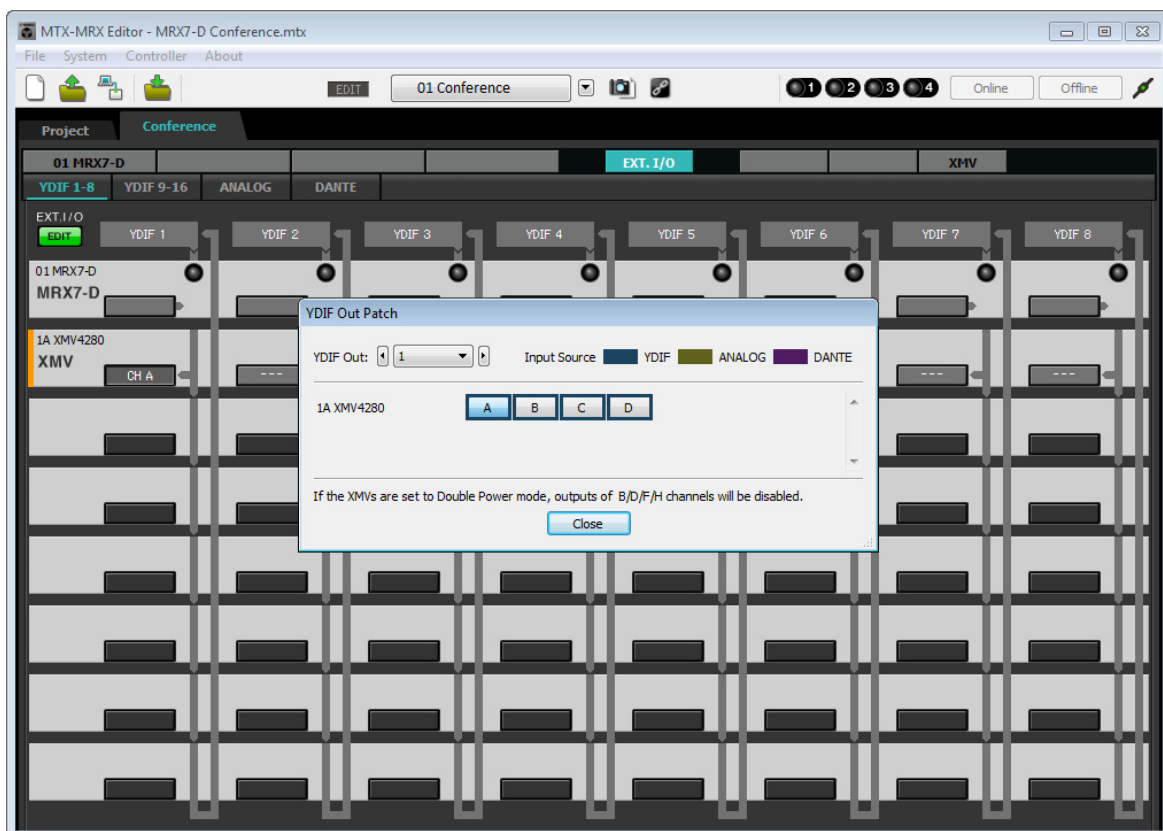 MTX-MRX Editor - MRX7-D Conference.mtx
File System Controller About
EDIT 01 Conference 1 2 3 4 Online Offline
Project Conference
01 MRX7-D EXT. I/O XMV
YDIF 1-8 YDIF 9-16 ANALOG DANTE
EXT.I/O
EDIT YDIF 1 YDIF 2 YDIF 3 YDIF 4 YDIF 5 YDIF 6 YDIF 7 YDIF 8
01 MRX7-D
MRX7-D
YDIF Out Patch
1A XMV4280
XMV
CH A --- --- ---
YDIF Out: 1 Input Source YDIF ANALOG DANTE
1A XMV4280 A B C D
If the XMVs are set to Double Power mode, outputs of B/D/F/H channels will be disabled.
Close